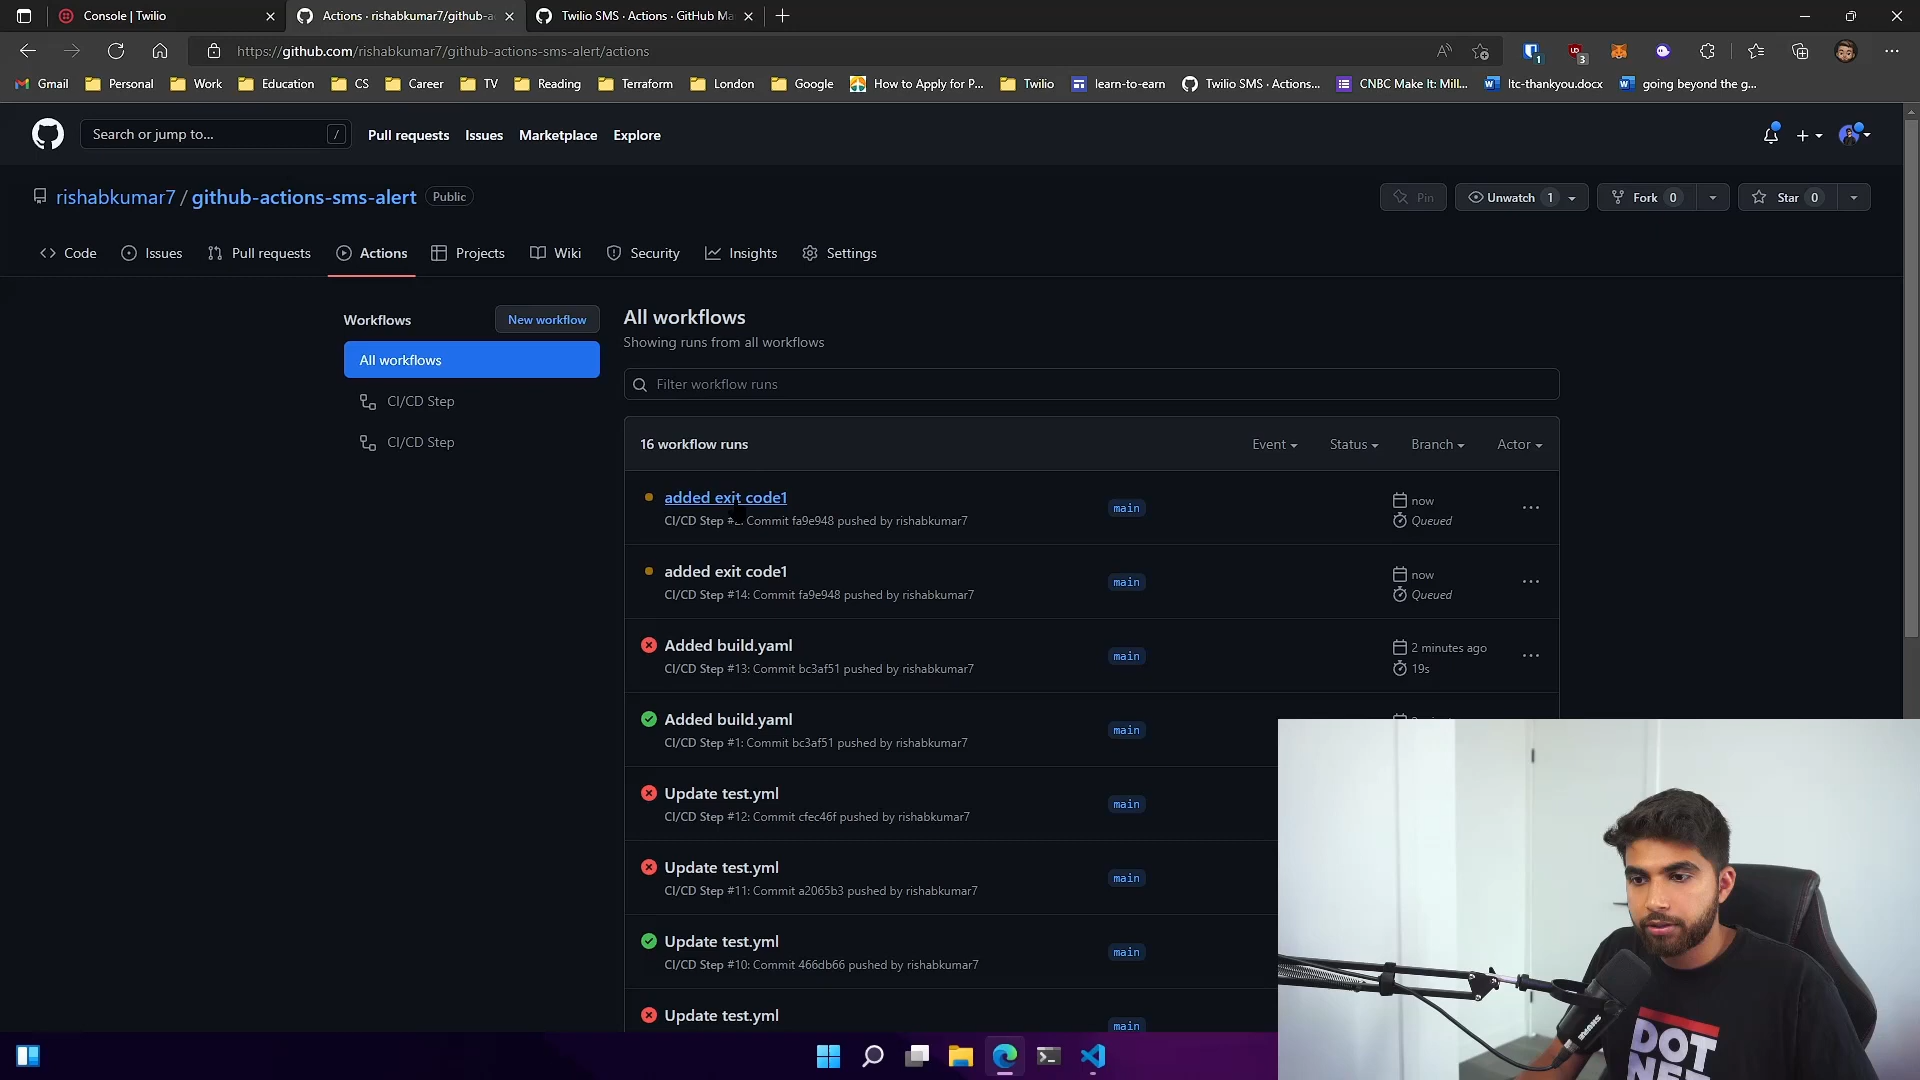 Console | Twilio
Actions · rishabkumar7/github-a
Twilio SMS · Actions · GitHub Ma
https://github.com/rishabkumar7/github-actions-sms-alert/actions
Gmail
Personal
Work
Education
CS
Career
TV
Reading
Terraform
London
Google
How to Apply for P...
Twilio
learn-to-earn
Twilio SMS · Actions...
CNBC Make It: Mill...
ltc-thankyou.docx
going beyond the g...
Search or jump to...
/
Pull requests
Issues
Marketplace
Explore
rishabkumar7 / github-actions-sms-alert
Public
Pin
Unwatch 1
Fork 0
Star 0
Code
Issues
Pull requests
Actions
Projects
Wiki
Security
Insights
Settings
Workflows
New workflow
All workflows
CI/CD Step
CI/CD Step
All workflows
Showing runs from all workflows
Filter workflow runs
16 workflow runs
Event
Status
Branch
Actor
added exit code1
CI/CD Step Commit fa9e948 pushed by rishabkumar7
main
now
Queued
added exit code1
CI/CD Step #14: Commit fa9e948 pushed by rishabkumar7
main
now
Queued
Added build.yaml
CI/CD Step #13: Commit bc3af51 pushed by rishabkumar7
main
2 minutes ago
19s
Added build.yaml
CI/CD Step #1: Commit bc3af51 pushed by rishabkumar7
main
Update test.yml
CI/CD Step #12: Commit cfec46f pushed by rishabkumar7
main
Update test.yml
CI/CD Step #11: Commit a2065b3 pushed by rishabkumar7
main
Update test.yml
CI/CD Step #10: Commit 466db66 pushed by rishabkumar7
main
Update test.yml
main
DOT
NET